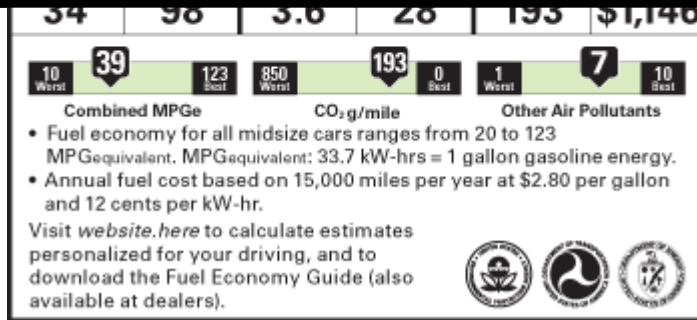 34 98 3.6 28 193 $1,146
39 193 7
10 Worst 123 Best 850 Worst 0 Best 1 Worst 10 Best
Combined MPGe CO2 g/mile Other Air Pollutants
• Fuel economy for all midsize cars ranges from 20 to 123
MPGequivalent. MPGequivalent: 33.7 kW-hrs = 1 gallon gasoline energy.
• Annual fuel cost based on 15,000 miles per year at $2.80 per gallon
and 12 cents per kW-hr.
Visit website.here to calculate estimates
personalized for your driving, and to
download the Fuel Economy Guide (also
available at dealers).